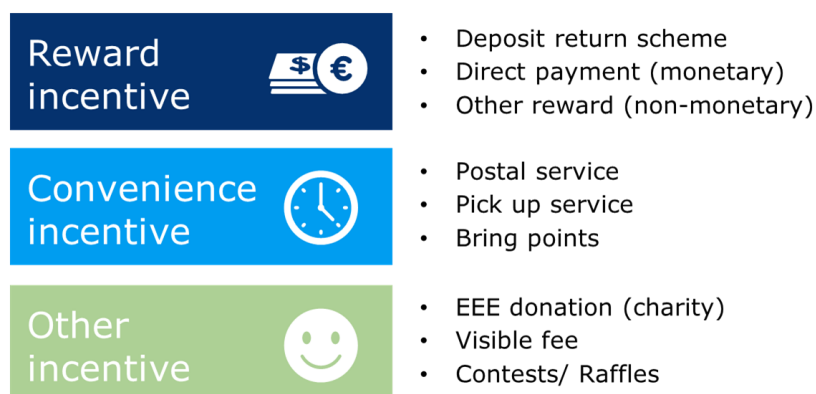 Reward
incentive
$ €
• Deposit return scheme
• Direct payment (monetary)
• Other reward (non-monetary)
Convenience
incentive
• Postal service
• Pick up service
• Bring points
Other
incentive
• EEE donation (charity)
• Visible fee
• Contests/ Raffles